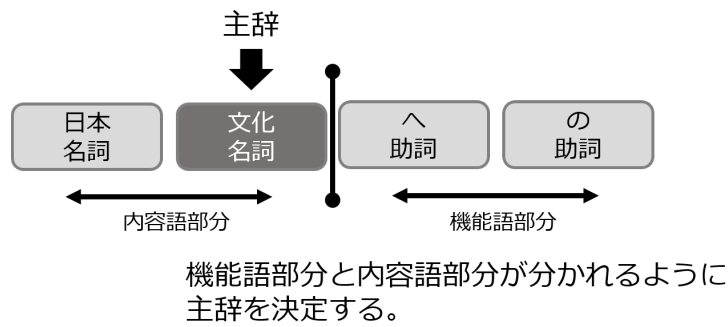 主辞
日本
名詞
文化
名詞
へ
助詞
の
助詞
内容語部分
機能語部分
機能語部分と内容語部分が分かれるように
主辞を決定する。